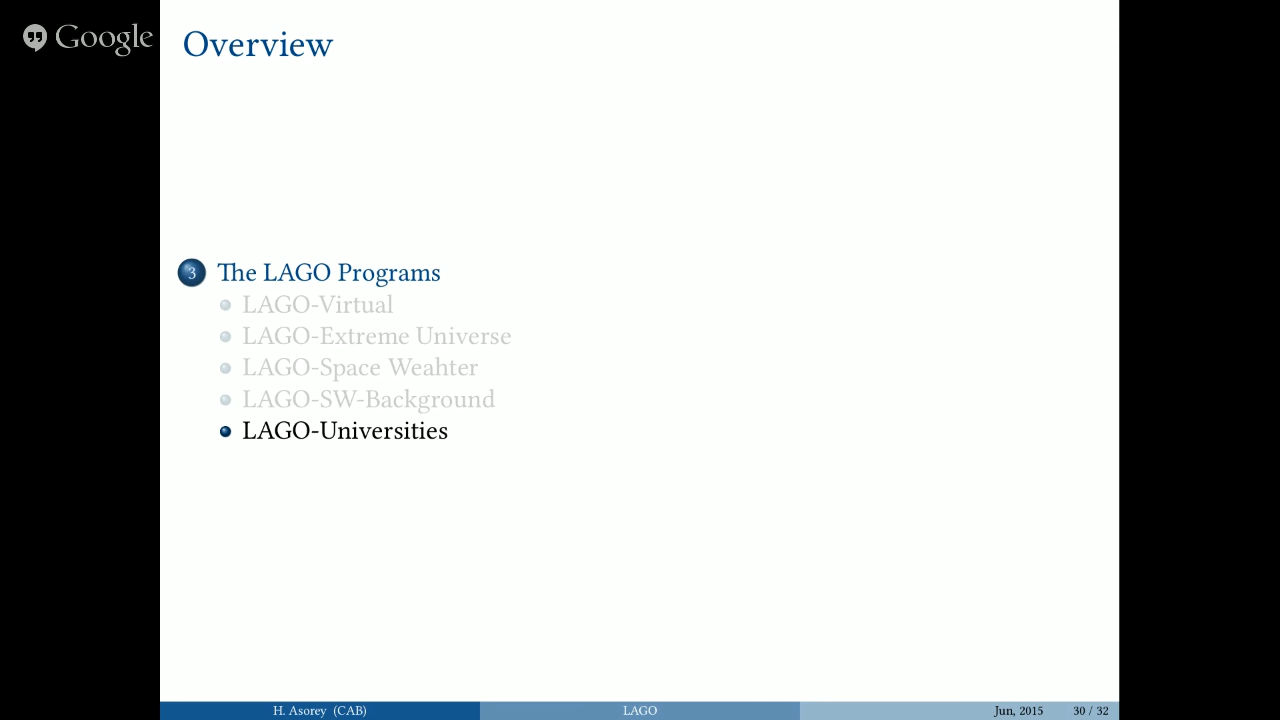 Google
Overview
3 The LAGO Programs
LAGO-Virtual
LAGO-Extreme Universe
LAGO-Space Weahter
LAGO-SW-Background
LAGO-Universities
H. Asorey (CAB) LAGO Jun, 2015 30 / 32